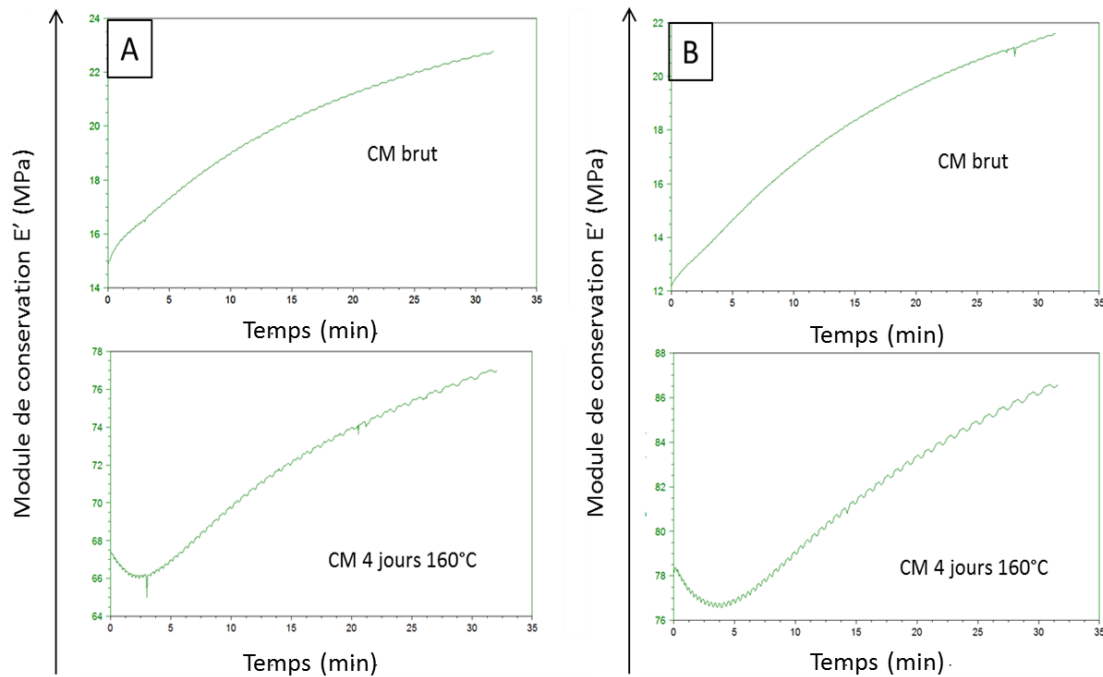 A
Module de conservation E’ (MPa)
24
22
20
18
16
14
CM brut
0 5 10 15 20 25 30 35
Temps (min)
78
76
74
72
70
68
66
64
CM 4 jours 160°C
0 5 10 15 20 25 30 35
Temps (min)
B
Module de conservation E’ (MPa)
22
20
18
16
14
12
CM brut
0 5 10 15 20 25 30 35
Temps (min)
88
86
84
82
80
78
76
CM 4 jours 160°C
0 5 10 15 20 25 30 35
Temps (min)